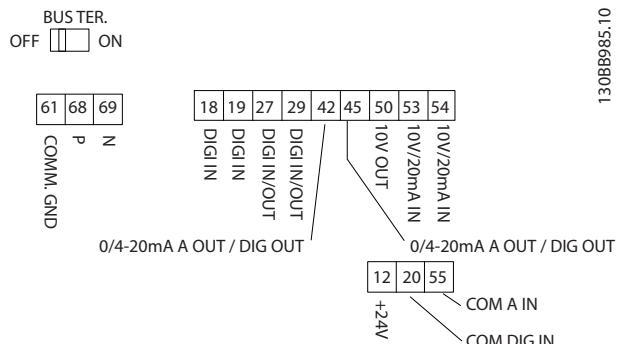 BUS TER.
OFF ON
130BB985.10
61 68 69
18 19 27 29 42 45 50 53 54
COMM. GND
P
N
DIGI IN
DIGI IN
DIGI IN/OUT
DIGI IN/OUT
10V OUT
10V/20mA IN
10V/20mA IN
0/4-20mA A OUT / DIG OUT
0/4-20mA A OUT / DIG OUT
12 20 55
+24V
COM A IN
COM DIG IN